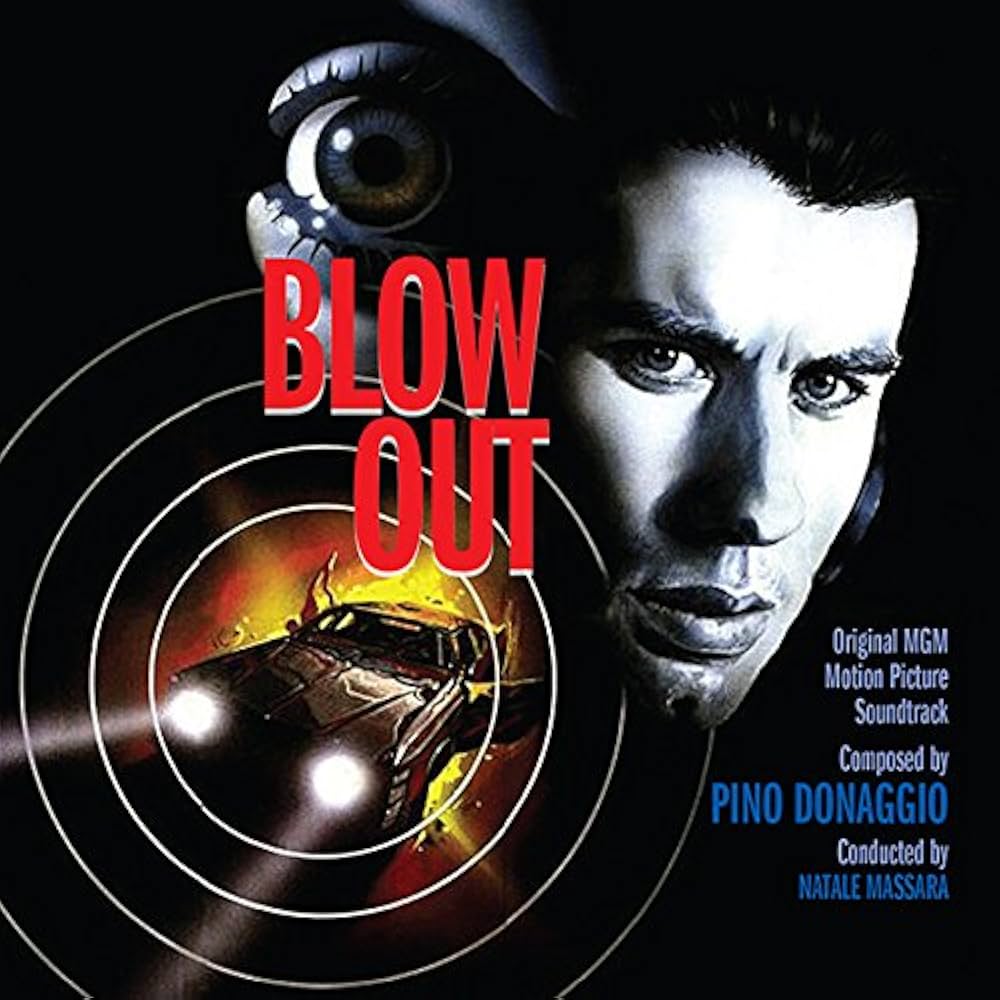 BLOW
OUT
Original MGM
Motion Picture
Soundtrack
Composed by
PINO DONAGGIO
Conducted by
NATALE MASSARA